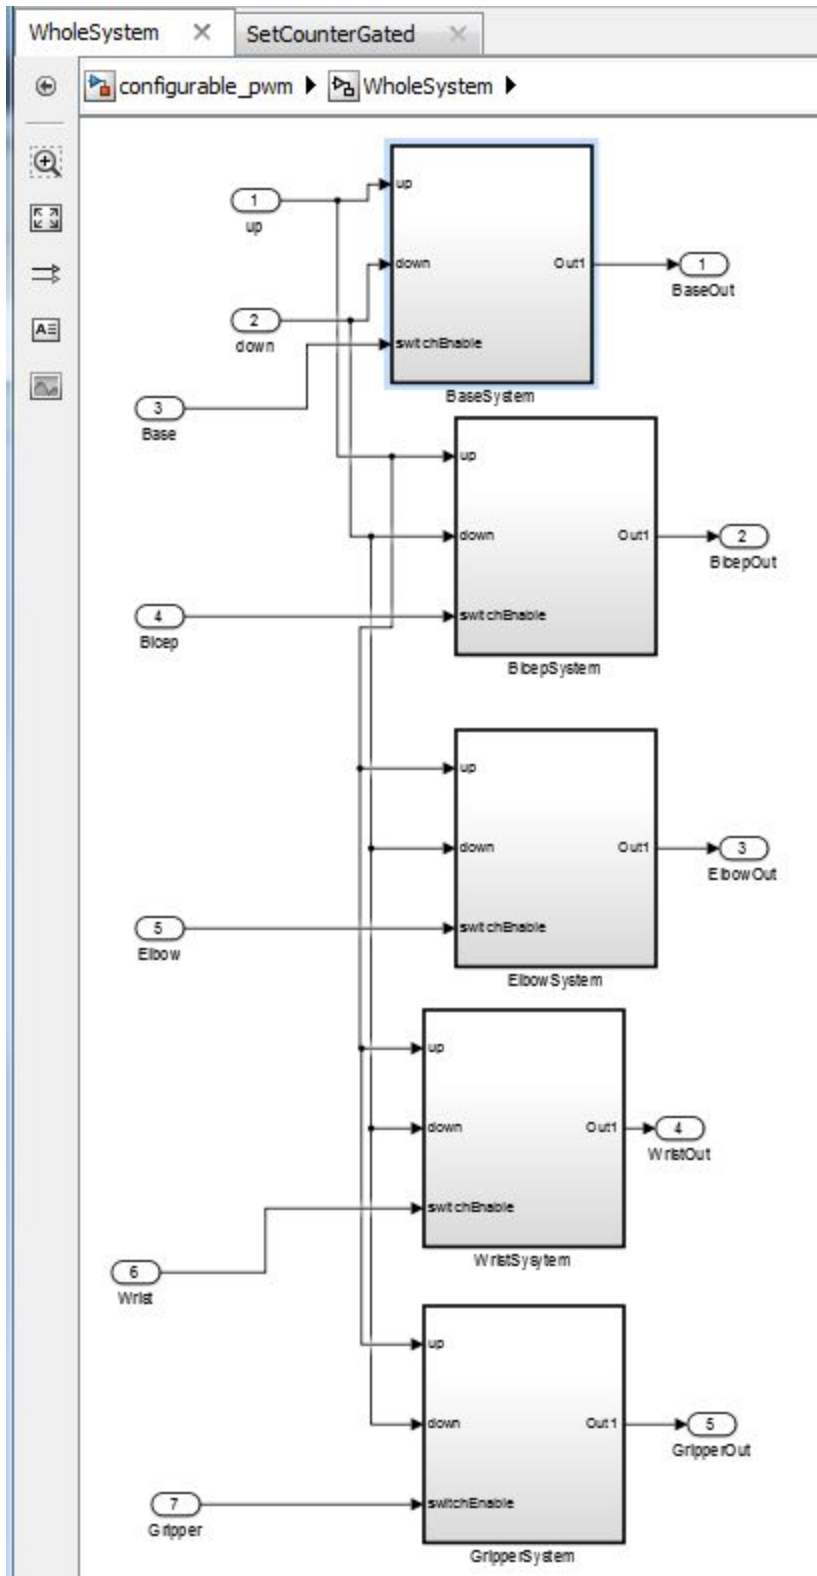 WholeSystem
SetCounterGated
configurable_pwm
WholeSystem
1
up
up
down
Out1
1
BaseOut
2
down
switchEnable
BaseSystem
3
Base
up
down
Out1
2
BicepOut
4
Bicep
switchEnable
BicepSystem
up
down
Out1
3
ElbowOut
5
Elbow
switchEnable
ElbowSystem
up
down
Out1
4
WristOut
switchEnable
WristSysytem
6
Wrist
up
down
Out1
5
GripperOut
7
Gripper
switchEnable
GripperSystem